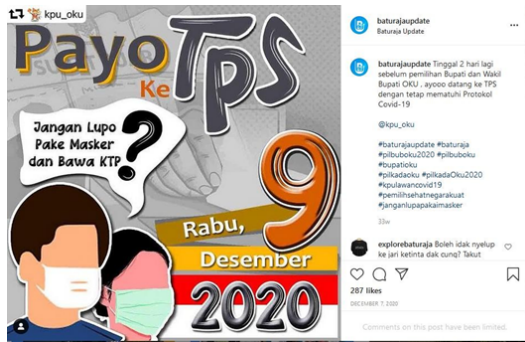 kpu_oku
Payo
Ke
TPS
Jangan Lupo
Pake Masker
dan Bawa KTP
?
9
Rabu,
Desember
2020
baturajaupdate
Baturaja Update
baturajaupdate Tinggal 2 hari lagi
sebelum pemilihan Bupati dan Wakil
Bupati OKU , ayooo datang ke TPS
dengan tetap mematuhi Protokol
Covid-19
@kpu_oku
#baturajaupdate #baturaja
#pilbuboku2020 #pilbuboku
#bupatioku
#pilkadaoku #pilkadaOku2020
#kpulawancovid19
#pemilihsehatnegarakuat
#janganlupapakaimasker
33w
explorebaturaja Boleh idak nyelup
ke jari ketinta dak cung? Takut
287 likes
DECEMBER 7, 2020
Comments on this post have been limited.